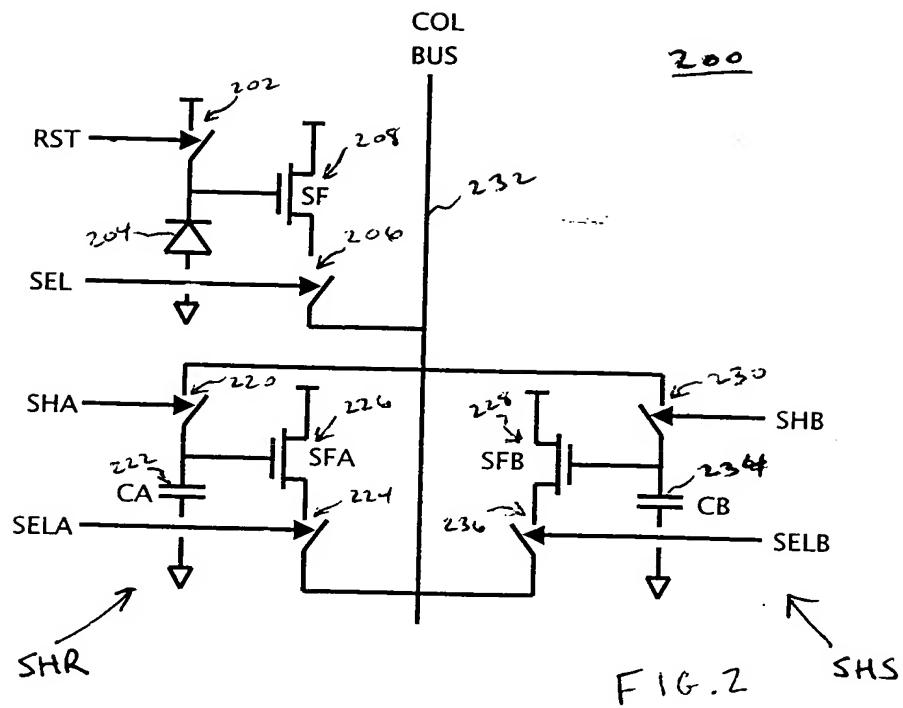 COL
BUS
200
202
RST
208
SF
232
204
206
SEL
220
230
SHA
226
228
SHB
SFA
SFB
222
CA
224
234
CB
SELA
236
SELB
SHR
SHS
FIG.2